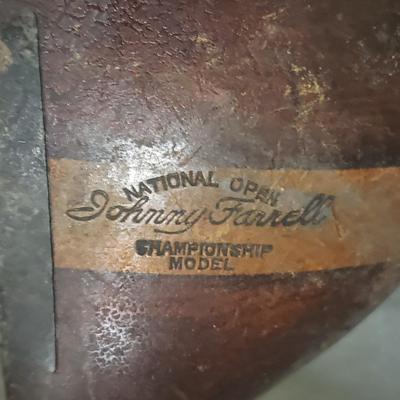 NATIONAL OPEN
Johnny Farrell
CHAMPIONSHIP
MODEL